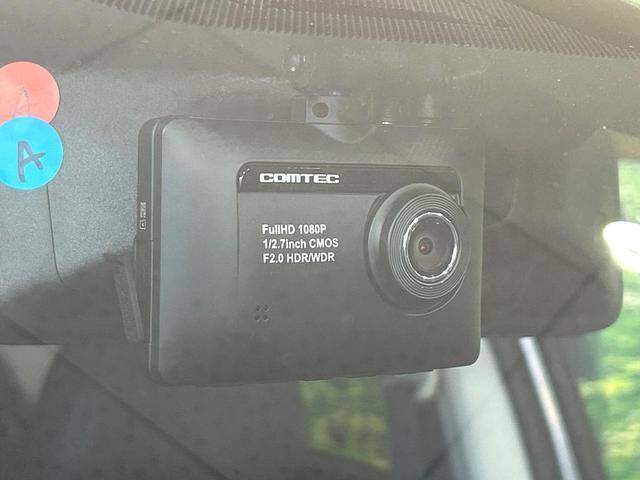 A
A
COMTEC
FullHD 1080P
1/2.7inch CMOS
F2.0 HDR/WDR